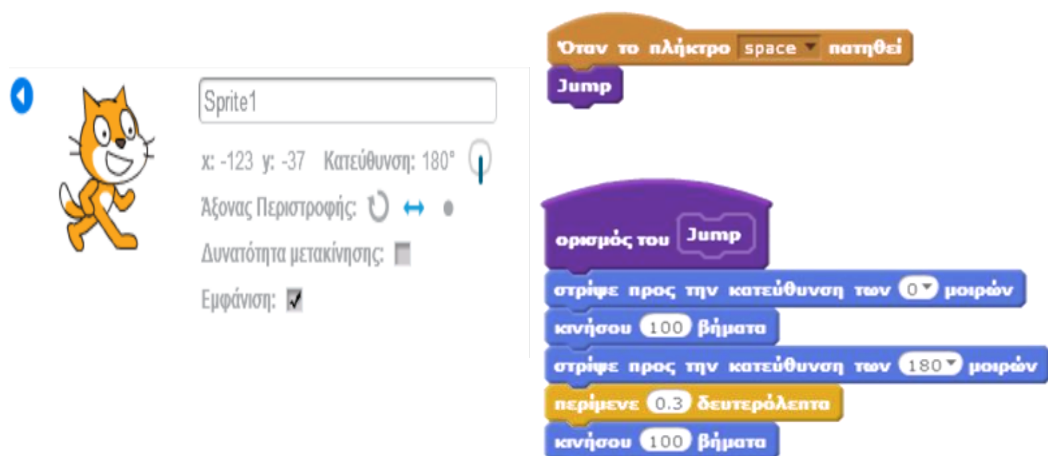 Sprite1
x: -123 y: -37 Κατεύθυνση: 180°
Άξονας Περιστροφής:
Δυνατότητα μετακίνησης:
Εμφάνιση:
Όταν το πλήκτρο space πατηθεί
Jump
ορισμός του Jump
στρίψε προς την κατεύθυνση των 0 μοιρών
κινήσου 100 βήματα
στρίψε προς την κατεύθυνση των 180 μοιρών
περίμενε 0.3 δευτερόλεπτα
κινήσου 100 βήματα